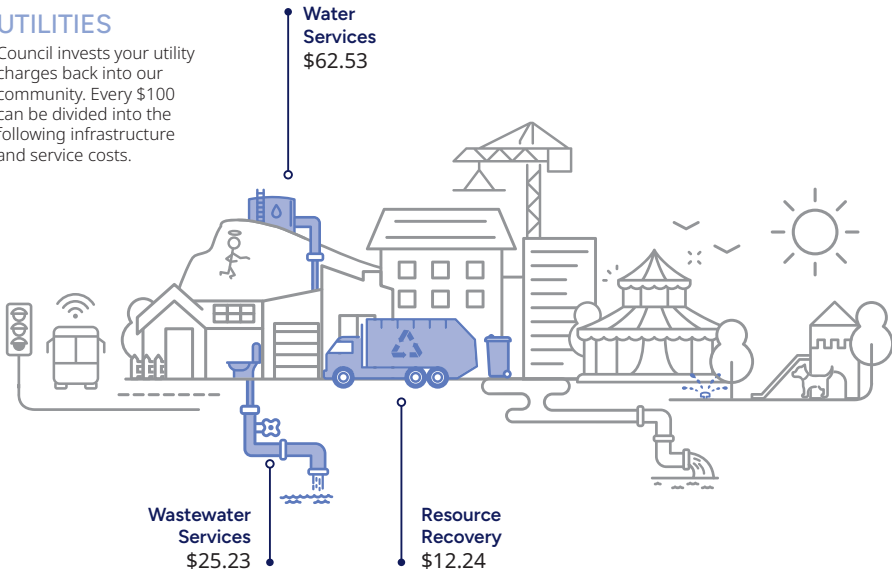 UTILITIES
Council invests your utility
charges back into our
community. Every $100
can be divided into the
following infrastructure
and service costs.
Water
Services
$62.53
Wastewater
Services
$25.23
Resource
Recovery
$12.24